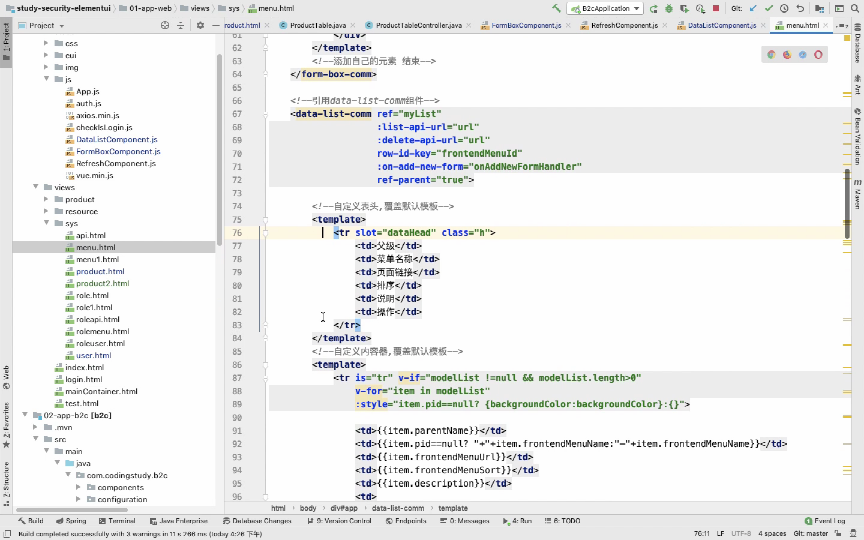 study-security-elementui 01-app-web views sys menu.html B2cApplication Git:
Project roduct.html ProductTable.java ProductTableController.java FormBoxComponent.js RefreshComponent.js DataListComponent.js menu.html
css
eui
img
js
App.js
auth.js
axios.min.js
checkIsLogin.js
DataListComponent.js
FormBoxComponent.js
RefreshComponent.js
vue.min.js
views
product
resource
sys
api.html
menu.html
menu1.html
product.html
product2.html
role.html
role1.html
roleapi.html
rolemenu.html
roleuser.html
user.html
index.html
login.html
mainContainer.html
test.html
02-app-b2c [b2c]
.mvn
src
main
java
com.codingstudy.b2c
components
configuration
61 </div>
62 </template>
63 <!--添加自己的元素 结束-->
64 </form-box-comm>
65
66 <!--引用data-list-comm组件-->
67 <data-list-comm ref="myList"
68 :list-api-url="url"
69 :delete-api-url="url"
70 row-id-key="frontendMenuId"
71 :on-add-new-form="onAddNewFormHandler"
72 ref-parent="true">
73
74 <!--自定义表头,覆盖默认模板-->
75 <template>
76 <tr slot="dataHead" class="h">
77 <td>父级</td>
78 <td>菜单名称</td>
79 <td>页面链接</td>
80 <td>排序</td>
81 <td>说明</td>
82 <td>操作</td>
83 </tr>
84 </template>
85 <!--自定义内容器,覆盖默认模板-->
86 <template>
87 <tr is="tr" v-if="modelList !=null && modelList.length>0"
88 v-for="item in modelList"
89 :style="item.pid==null? {backgroundColor:backgroundColor}:{}">
90
91 <td>{{item.parentName}}</td>
92 <td>{{item.pid==null? "+"+item.frontendMenuName:"-"+item.frontendMenuName}}</td>
93 <td>{{item.frontendMenuUrl}}</td>
94 <td>{{item.frontendMenuSort}}</td>
95 <td>{{item.description}}</td>
96 <td>
html body div#app data-list-comm template
1: Project
Web
2: Favorites
Z: Structure
Database
Ant
Bean Validation
Maven
Build Spring Terminal Java Enterprise Database Changes 9: Version Control Endpoints 0: Messages 4: Run 6: TODO Event Log
Build completed successfully with 3 warnings in 11 s 266 ms (today 4:26 下午) 76:11 LF UTF-8 4 spaces Git: master